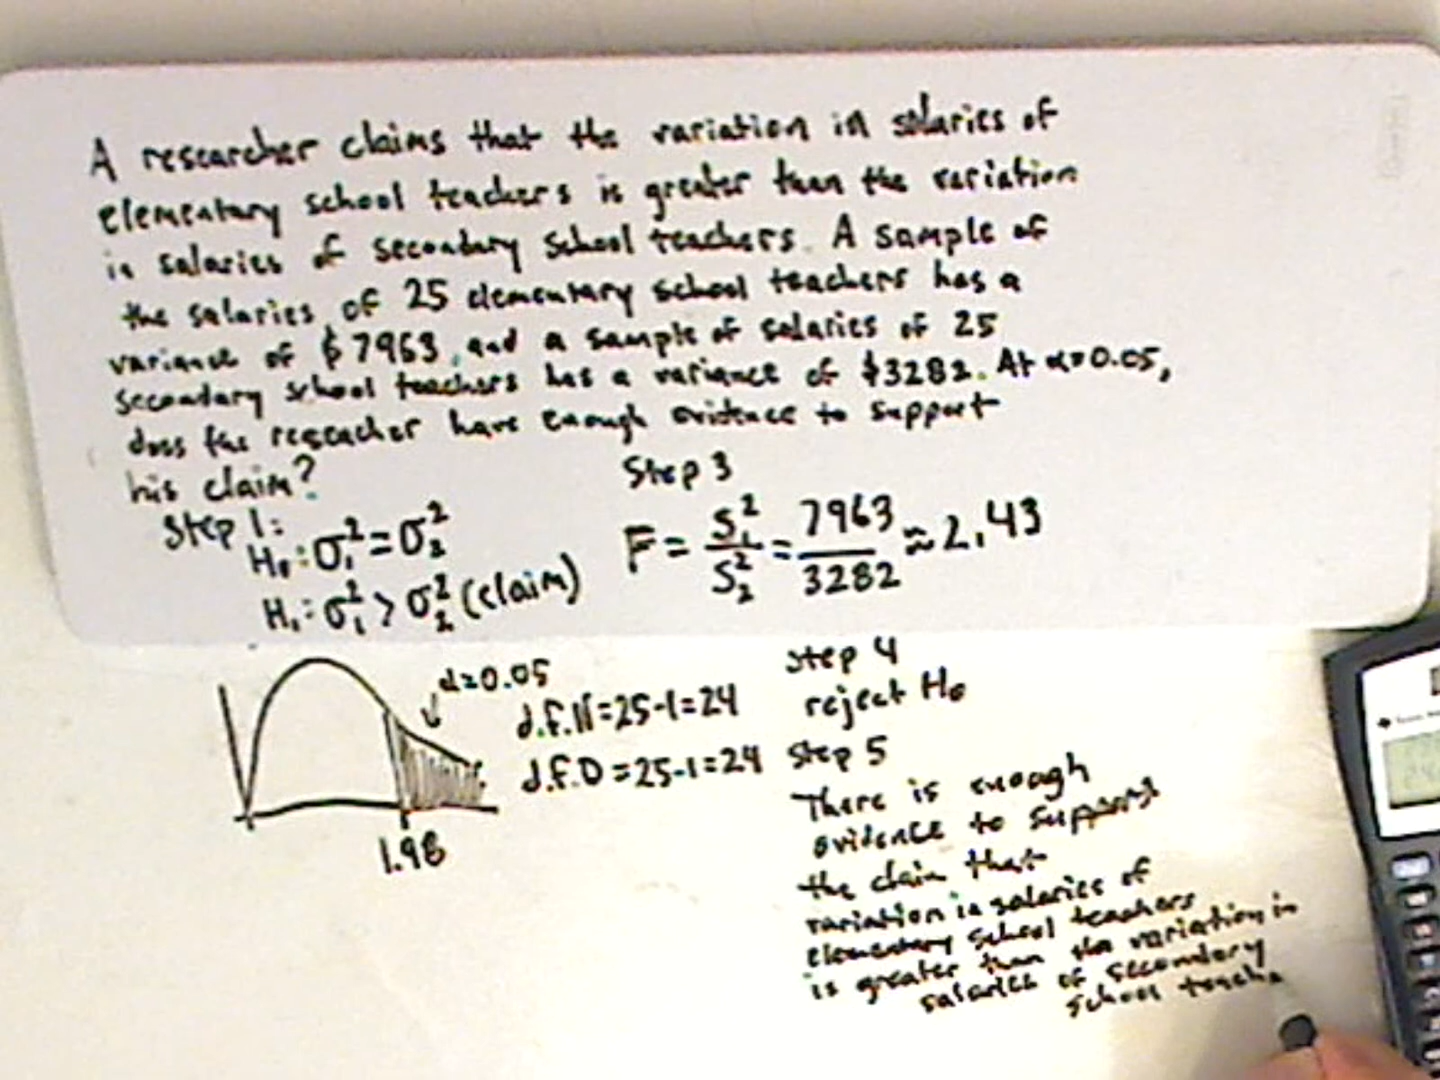 A researcher claims that the variation in salaries of
elementary school teachers is greater than the variation
in salaries of secondary school teachers. A sample of
the salaries of 25 elementary school teachers has a
variance of $7963, and a sample of salaries of 25
secondary school teachers has a variance of $3282. At α=0.05,
does the reseacher have enough evidence to support
his claim?
Step 1:
H₀: σ₁² = σ₂²
H₁: σ₁² > σ₂² (claim)
Step 3
F = S₁²/S₂² = 7963/3282 ≈ 2.43
α=0.05
d.f.N=25-1=24
d.f.D=25-1=24
1.98
Step 4
reject H₀
Step 5
There is enough
evidence to support
the claim that
variation in salaries of
elementary school teachers
is greater than the variation in
salaries of secondary
school teach